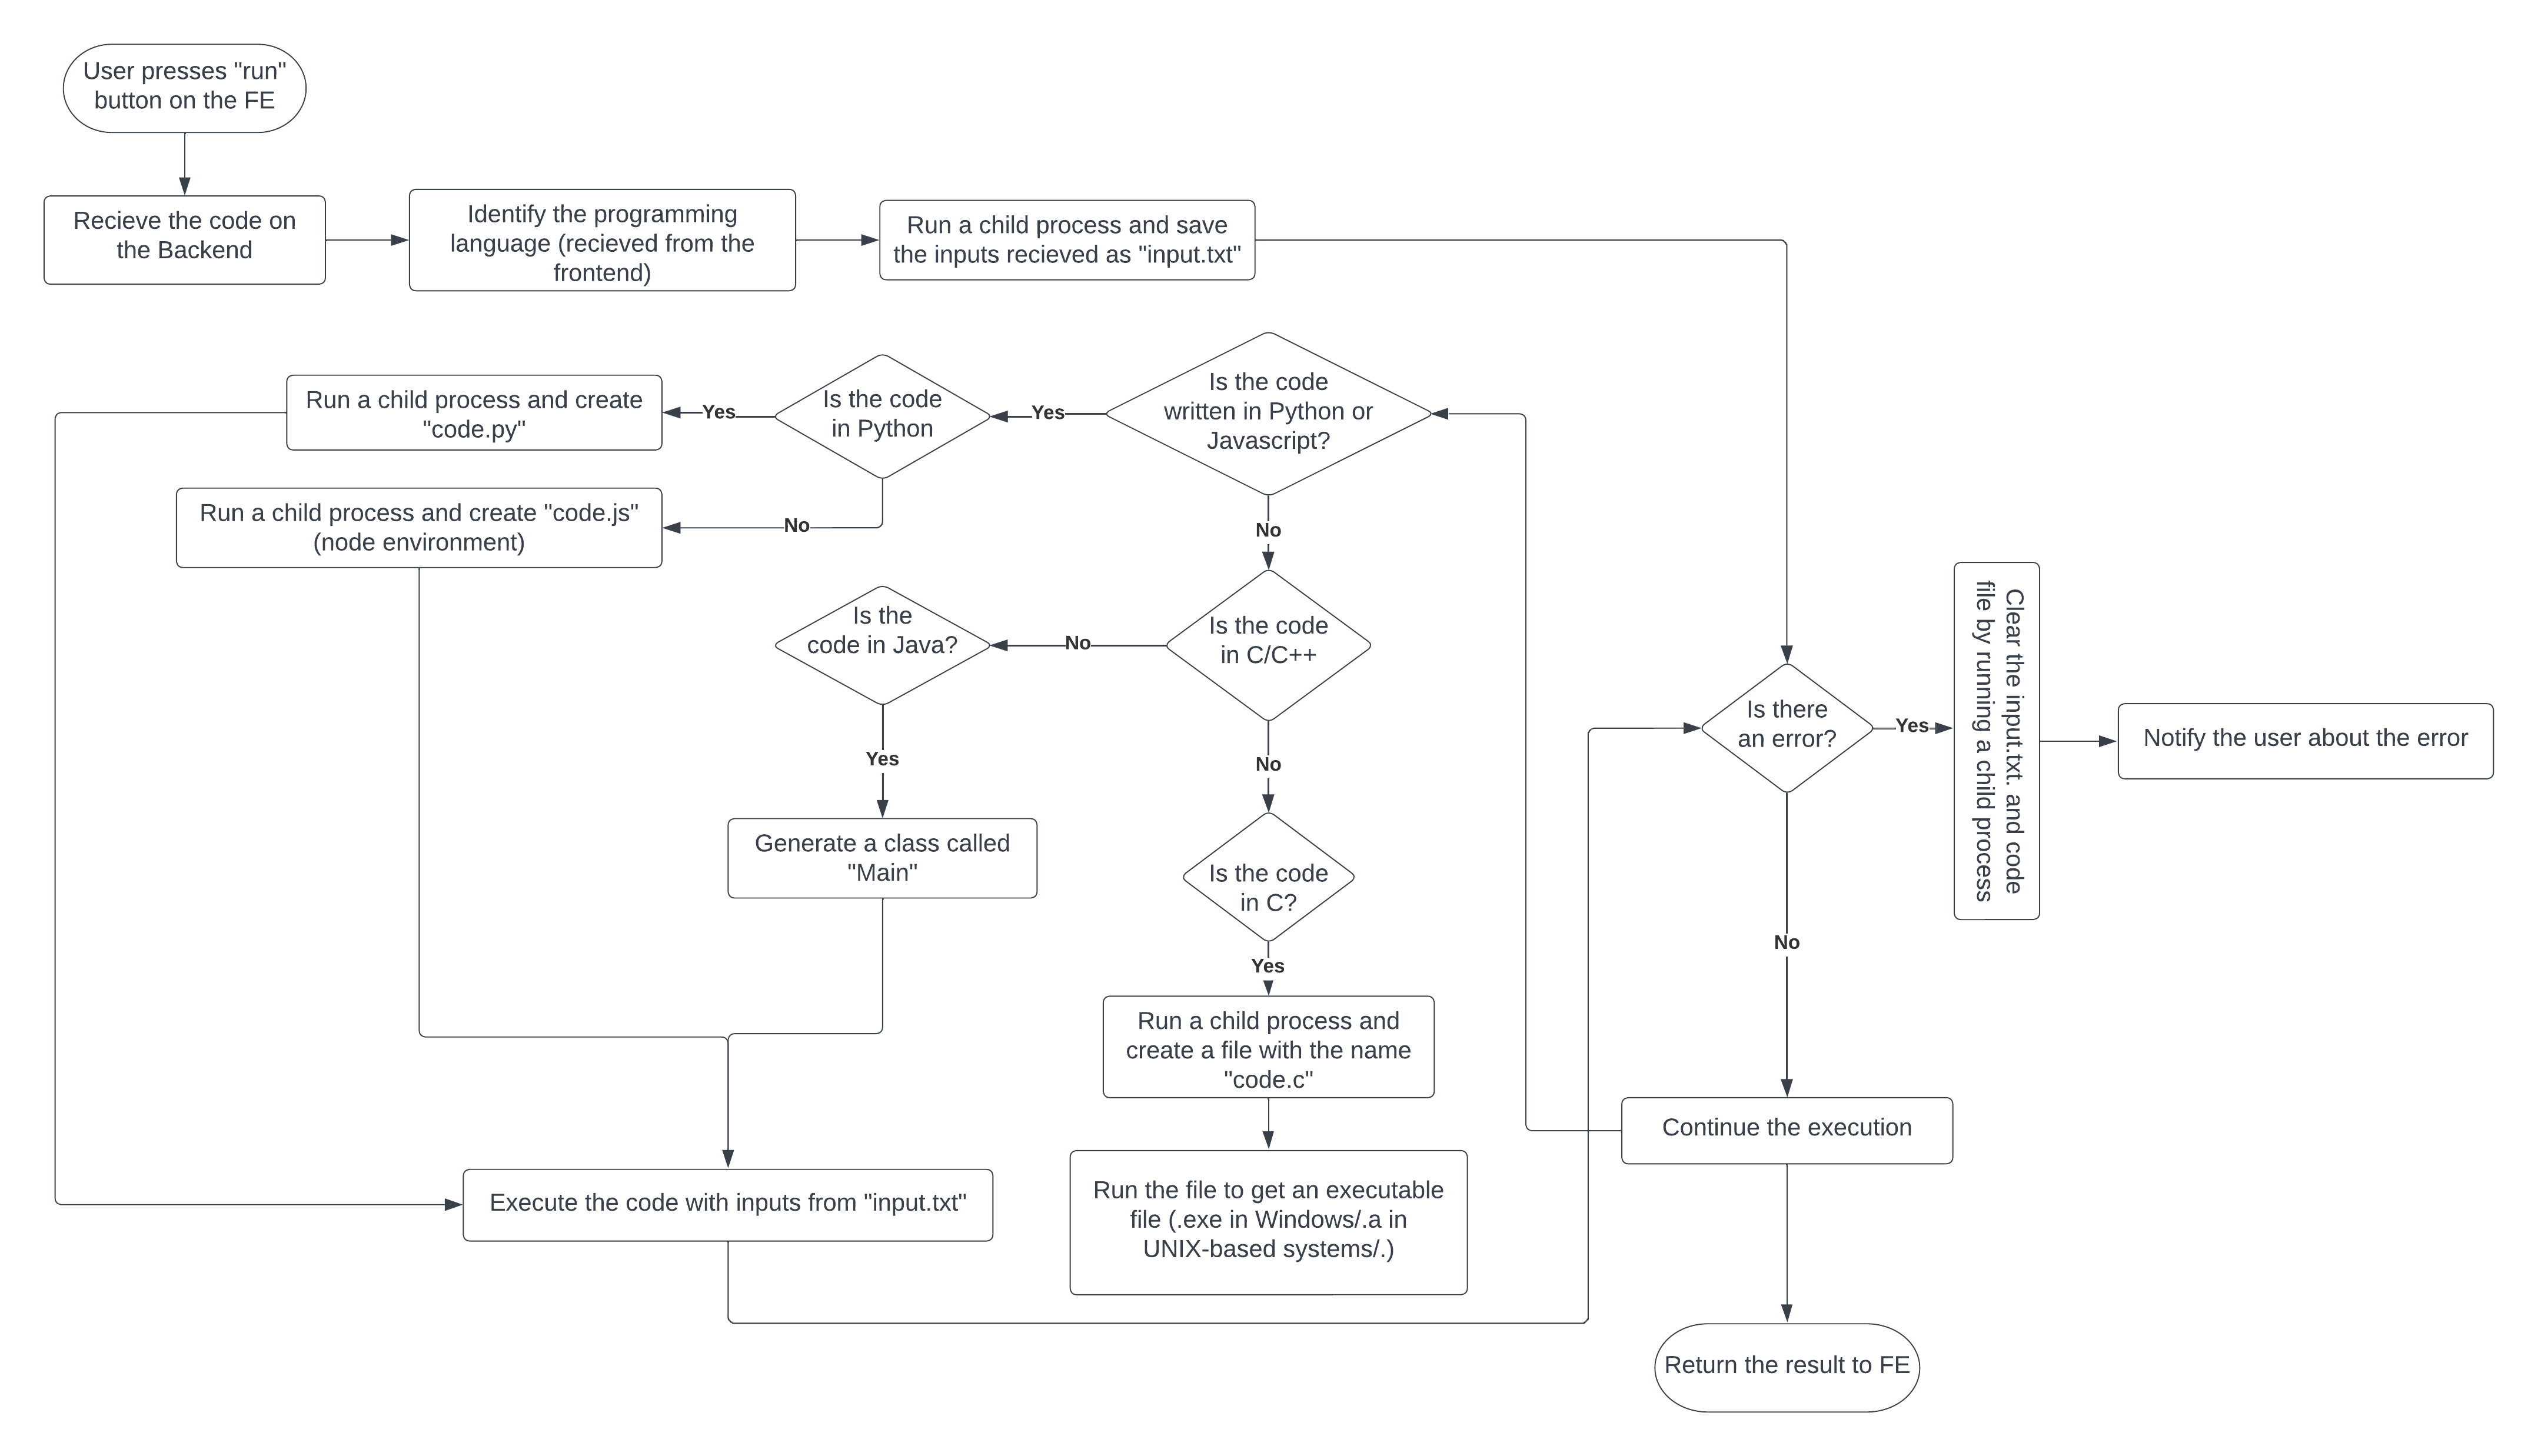 User presses "run"
button on the FE
Recieve the code on
the Backend
Identify the programming
language (recieved from the
frontend)
Run a child process and save
the inputs recieved as "input.txt"
Is the code
written in Python or
Javascript?
Yes
Is the code
in Python
Yes
Run a child process and create
"code.py"
No
Run a child process and create "code.js"
(node environment)
No
Is the code
in C/C++
No
Is the
code in Java?
Yes
Generate a class called
"Main"
No
Is the code
in C?
Yes
Run a child process and
create a file with the name
"code.c"
Run the file to get an executable
file (.exe in Windows/.a in
UNIX-based systems/.)
Execute the code with inputs from "input.txt"
Is there
an error?
Yes
Clear the input.txt. and code
file by running a child process
Notify the user about the error
No
Continue the execution
Return the result to FE